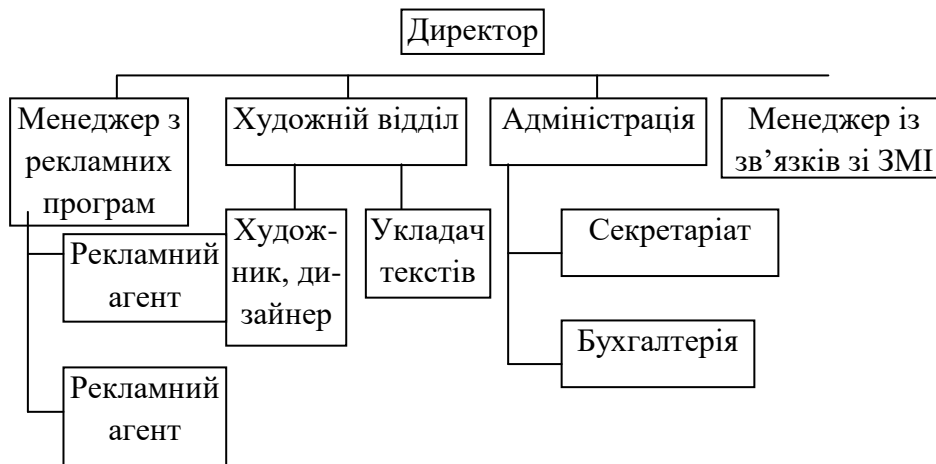 Директор
Менеджер з
рекламних
програм
Художній відділ
Адміністрація
Менеджер із
зв’язків зі ЗМІ
Рекламний
агент
Худож-
ник, ди-
зайнер
Укладач
текстів
Секретаріат
Бухгалтерія
Рекламний
агент